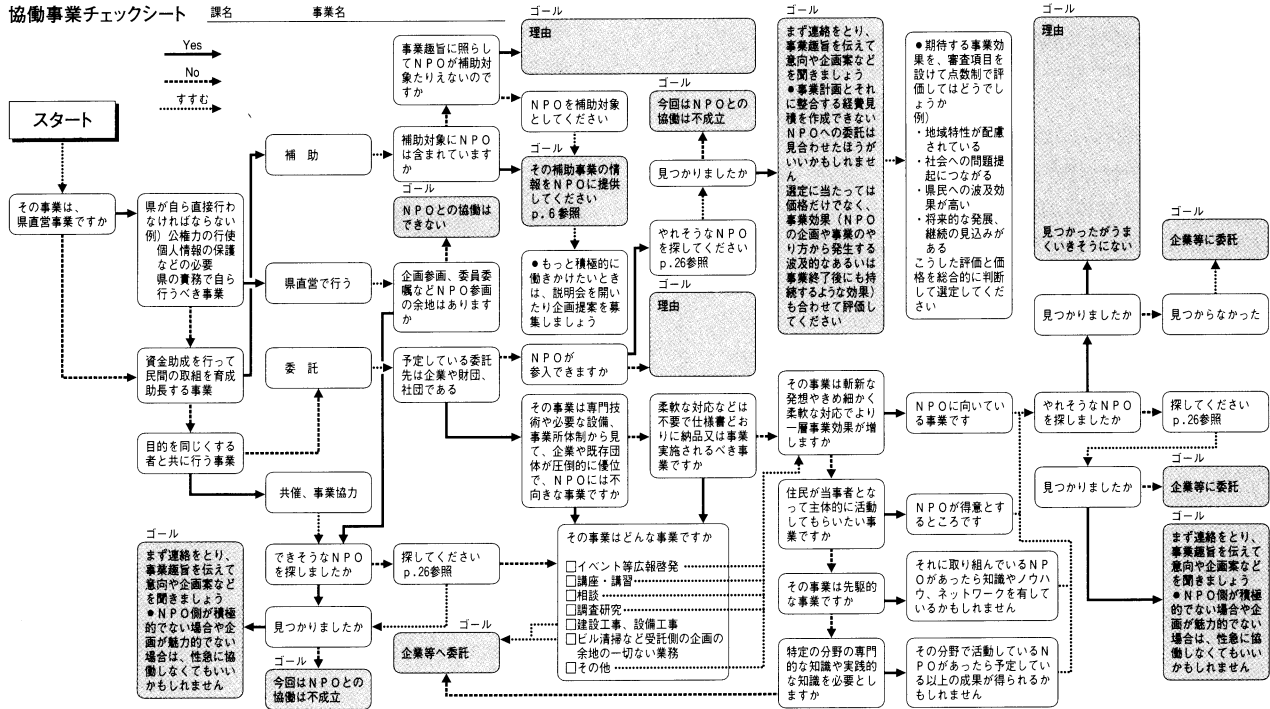 協働事業チェックシート
課名
事業名
Yes
No
すすむ
スタート
その事業は、
県直営事業ですか
県が自ら直接行わ
なければならない
例）公権力の行使
個人情報の保護
などの必要
県の責務で自ら
行うべき事業
資金助成を行って
民間の取組を育成
助長する事業
目的を同じくする
者と共に行う事業
補 助
県直営で行う
委 託
共催、事業協力
できそうなNPO
を探しましたか
見つかりましたか
ゴール
今回はNPOとの
協働は不成立
ゴール
まず連絡をとり、
事業趣旨を伝えて
意向や企画案など
を聞きましょう
●NPO側が積極
的でない場合や企
画が魅力的でない
場合は、性急に協
働しなくてもいい
かもしれません
事業趣旨に照らし
てNPOが補助対
象たりえないので
すか
補助対象にNPO
は含まれています
か
ゴール
NPOとの協働は
できない
企画参画、委員委
嘱などNPO参画
の余地はあります
か
予定している委託
先は企業や財団、
社団である
探してください
p.26参照
ゴール
企業等へ委託
ゴール
理由
NPOを補助対象
としてください
ゴール
その補助事業の情
報をNPOに提供
してください
p.6参照
●もっと積極的に
働きかけたいとき
は、説明会を開い
たり企画提案を募
集しましょう
NPOが
参入できますか
その事業は専門技
術や必要な設備、
事業所体制から見
て、企業や既存団
体が圧倒的に優位
で、NPOには不
向きな事業ですか
その事業はどんな事業ですか
□イベント等広報啓発
□講座・講習
□相談
□調査研究
□建設工事、設備工事
□ビル清掃など受託側の企画の
余地の一切ない業務
□その他
ゴール
今回はNPOとの
協働は不成立
見つかりましたか
やれそうなNPO
を探してください
p.26参照
ゴール
理由
柔軟な対応などは
不要で仕様書どお
りに納品又は事業
実施されるべき事
業ですか
ゴール
まず連絡をとり、
事業趣旨を伝えて
意向や企画案など
を聞きましょう
●事業計画とそれ
に整合する経費見
積を作成できない
NPOへの委託は
見合わせたほうが
いいかもしれませ
ん
選定に当たっては
価格だけでなく、
事業効果（NPO
の企画や事業のや
り方から発生する
波及的なあるいは
事業終了後にも持
続するような効果）
も合わせて評価し
てください
●期待する事業効
果を、審査項目を
設けて点数制で評
価してはどうでし
ょうか
例）
・地域特性が配慮
されている
・社会への問題提
起につながる
・県民への波及効
果が高い
・将来的な発展、
継続の見込みが
ある
こうした評価と価
格を総合的に判断
して選定してくだ
さい
その事業は斬新な
発想やきめ細かく
柔軟な対応でより
一層事業効果が増
しますか
NPOに向いてい
る事業です
住民が当事者とな
って主体的に活動
してもらいたい事
業ですか
NPOが得意とす
るところです
その事業は先駆的
な事業ですか
それに取り組んでいるN
POがあったら知識やノウハ
ウ、ネットワークを有して
いるかもしれません
特定の分野の専門
的な知識や実践的
な知識を必要とし
ますか
その分野で活動しているN
POがあったら予定してい
る以上の成果が得られるか
もしれません
ゴール
理由
見つかったがうま
くいきそうにない
見つかりましたか
ゴール
企業等に委託
見つからなかった
やれそうなNPO
を探しましたか
探してください
p.26参照
見つかりましたか
ゴール
企業等に委託
ゴール
まず連絡をとり、
事業趣旨を伝えて
意向や企画案など
を聞きましょう
●NPO側が積極
的でない場合や企
画が魅力的でない
場合は、性急に協
働しなくてもいい
かもしれません